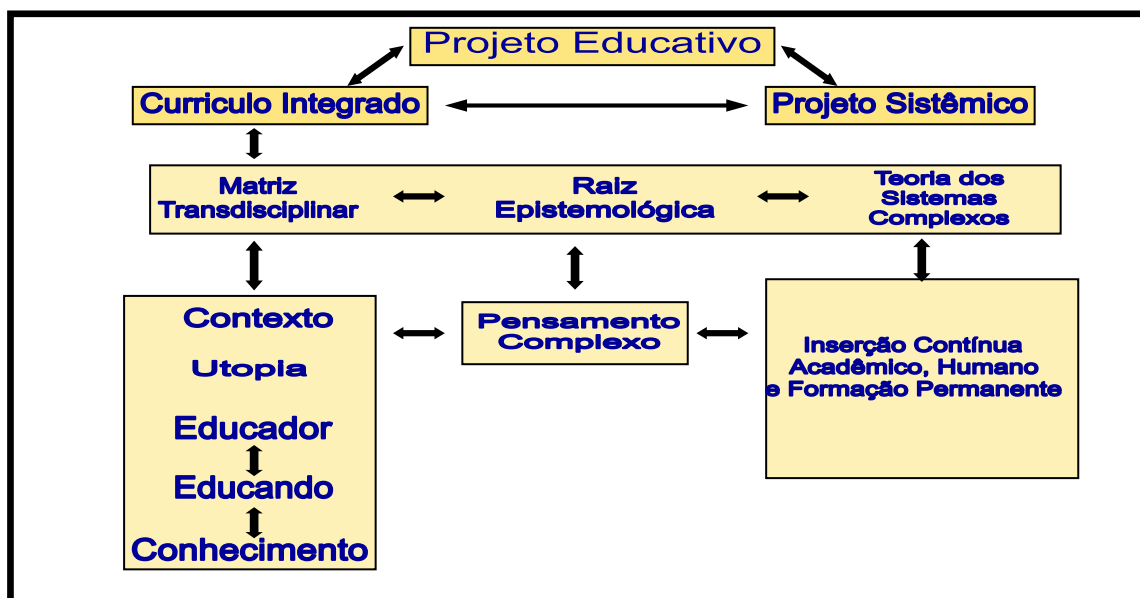 Projeto Educativo
Curriculo Integrado
Projeto Sistêmico
Matriz
Transdisciplinar
Raiz
Epistemológica
Teoria dos
Sistemas
Complexos
Contexto
Utopia
Educador
Educando
Conhecimento
Pensamento
Complexo
Inserção Contínua
Acadêmico, Humano
e Formação Permanente